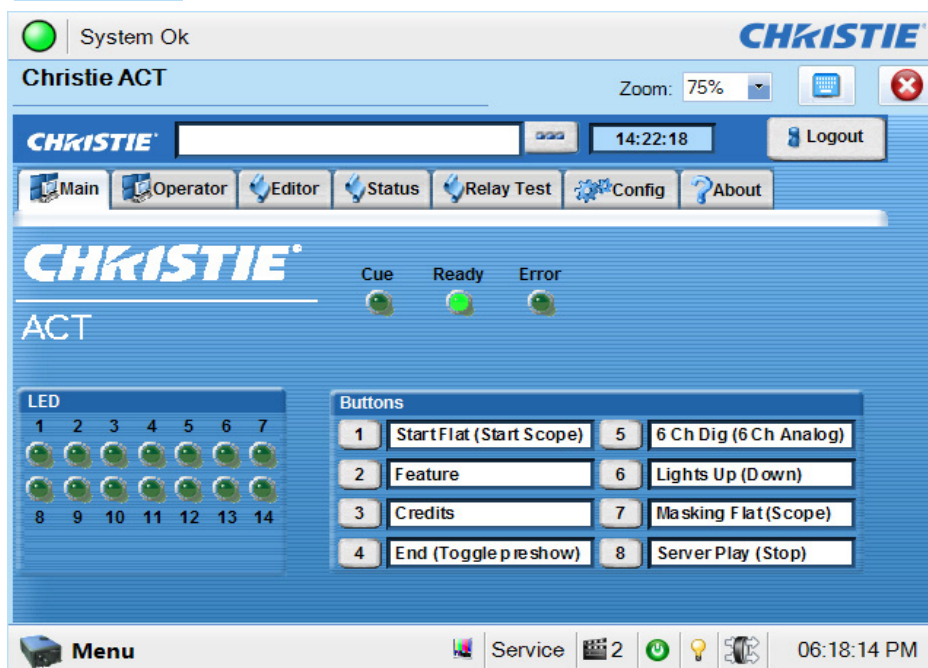 System Ok
CHRISTIE
Christie ACT
Zoom: 75%
CHRISTIE 14:22:18 Logout
Main Operator Editor Status Relay Test Config About
CHRISTIE
ACT
Cue Ready Error
LED
1 2 3 4 5 6 7
8 9 10 11 12 13 14
Buttons
1 Start Flat (Start Scope) 5 6 Ch Dig (6 Ch Analog)
2 Feature 6 Lights Up (Down)
3 Credits 7 Masking Flat (Scope)
4 End (Toggle preshow) 8 Server Play (Stop)
Menu Service 2 06:18:14 PM